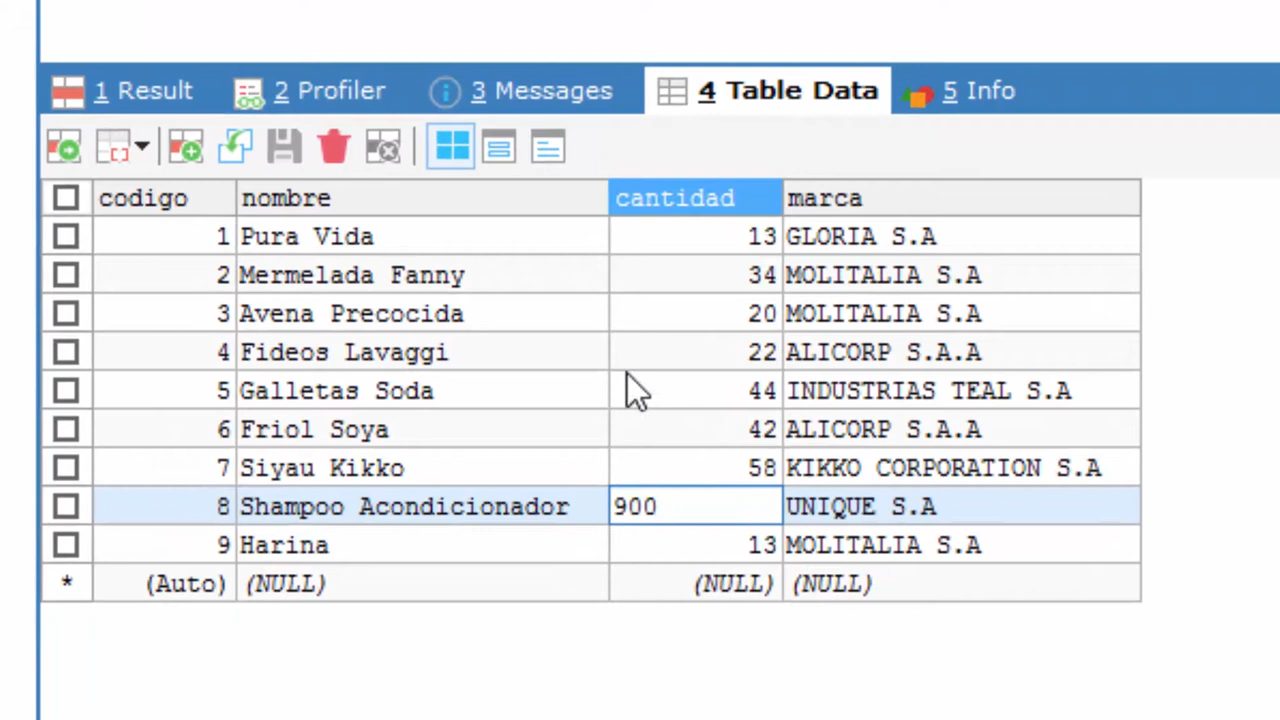 1 Result 2 Profiler 3 Messages 4 Table Data 5 Info
codigo nombre cantidad marca
1 Pura Vida 13 GLORIA S.A
2 Mermelada Fanny 34 MOLITALIA S.A
3 Avena Precocida 20 MOLITALIA S.A
4 Fideos Lavaggi 22 ALICORP S.A.A
5 Galletas Soda 44 INDUSTRIAS TEAL S.A
6 Friol Soya 42 ALICORP S.A.A
7 Siyau Kikko 58 KIKKO CORPORATION S.A
8 Shampoo Acondicionador 900 UNIQUE S.A
9 Harina 13 MOLITALIA S.A
* (Auto) (NULL) (NULL) (NULL)